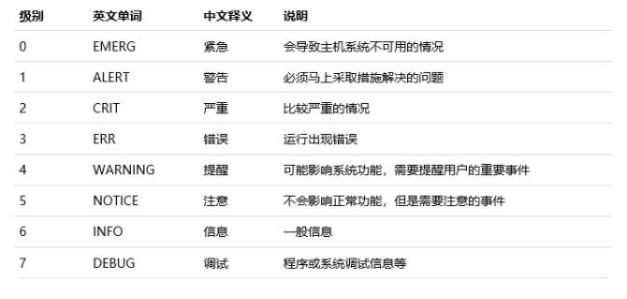 级别 英文单词 中文释义 说明
0 EMERG 紧急 会导致主机系统不可用的情况
1 ALERT 警告 必须马上采取措施解决的问题
2 CRIT 严重 比较严重的情况
3 ERR 错误 运行出现错误
4 WARNING 提醒 可能影响系统功能，需要提醒用户的重要事件
5 NOTICE 注意 不会影响正常功能，但是需要注意的事件
6 INFO 信息 一般信息
7 DEBUG 调试 程序或系统调试信息等